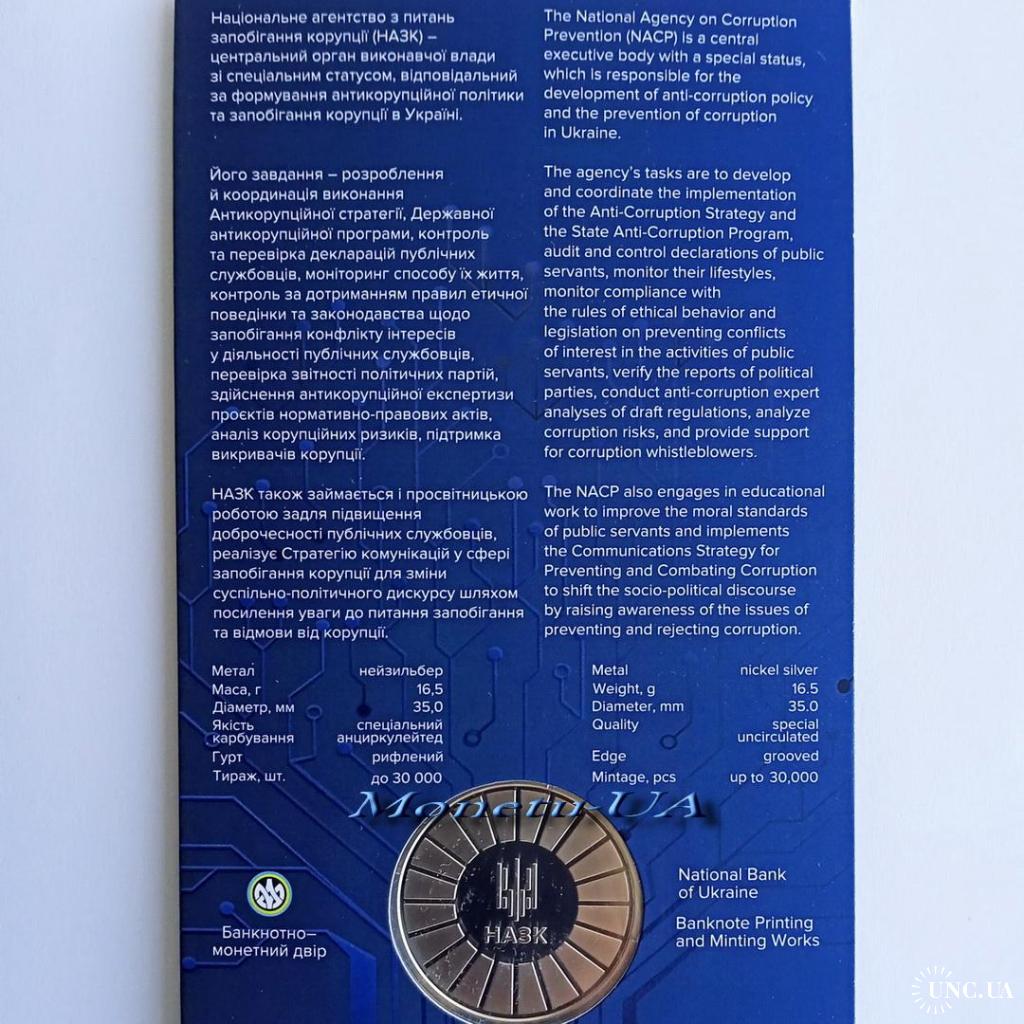 Національне агентство з питань
запобігання корупції (НАЗК) –
центральний орган виконавчої влади
зі спеціальним статусом, відповідальний
за формування антикорупційної політики
та запобігання корупції в Україні.
Його завдання – розроблення
й координація виконання
Антикорупційної стратегії, Державної
антикорупційної програми, контроль
та перевірка декларацій публічних
службовців, моніторинг способу їх життя,
контроль за дотриманням правил етичної
поведінки та законодавства щодо
запобігання конфлікту інтересів
у діяльності публічних службовців,
перевірка звітності політичних партій,
здійснення антикорупційної експертизи
проєктів нормативно-правових актів,
аналіз корупційних ризиків, підтримка
викривачів корупції.
НАЗК також займається і просвітницькою
роботою задля підвищення
доброчесності публічних службовців,
реалізує Стратегію комунікацій у сфері
запобігання корупції для зміни
суспільно-політичного дискурсу шляхом
посилення уваги до питання запобігання
та відмови від корупції.
Метал нейзильбер
Маса, г 16,5
Діаметр, мм 35,0
Якість спеціальний
карбування анциркулейтед
Гурт рифлений
Тираж, шт. до 30 000
The National Agency on Corruption
Prevention (NACP) is a central
executive body with a special status,
which is responsible for the
development of anti-corruption policy
and the prevention of corruption
in Ukraine.
The agency's tasks are to develop
and coordinate the implementation
of the Anti-Corruption Strategy and
the State Anti-Corruption Program,
audit and control declarations of public
servants, monitor their lifestyles,
monitor compliance with
the rules of ethical behavior and
legislation on preventing conflicts
of interest in the activities of public
servants, verify the reports of political
parties, conduct anti-corruption expert
analyses of draft regulations, analyze
corruption risks, and provide support
for corruption whistleblowers.
The NACP also engages in educational
work to improve the moral standards
of public servants and implements
the Communications Strategy for
Preventing and Combating Corruption
to shift the socio-political discourse
by raising awareness of the issues of
preventing and rejecting corruption.
Metal nickel silver
Weight, g 16.5
Diameter, mm 35.0
Quality special
uncirculated
Edge grooved
Mintage, pcs up to 30,000
Moneti-UA
НАЗК
Банкнотно–
монетний двір
National Bank
of Ukraine
Banknote Printing
and Minting Works
UNC.UA